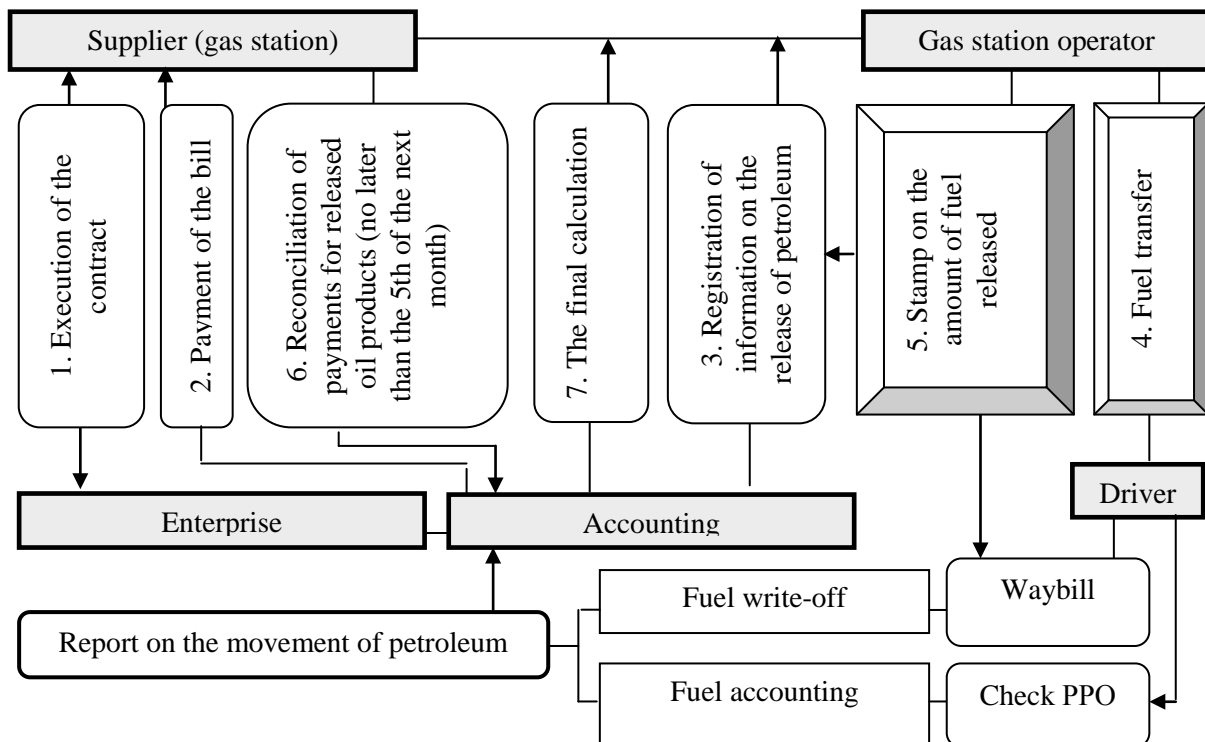 Supplier (gas station)
Gas station operator
1. Execution of the
contract
2. Payment of the bill
6. Reconciliation of
payments for released
oil products (no later
than the 5th of the next
month)
7. The final calculation
3. Registration of
information on the
release of petroleum
5. Stamp on the
amount of fuel
released
4. Fuel transfer
Enterprise
Accounting
Driver
Fuel write-off
Waybill
Report on the movement of petroleum
Fuel accounting
Check PPO